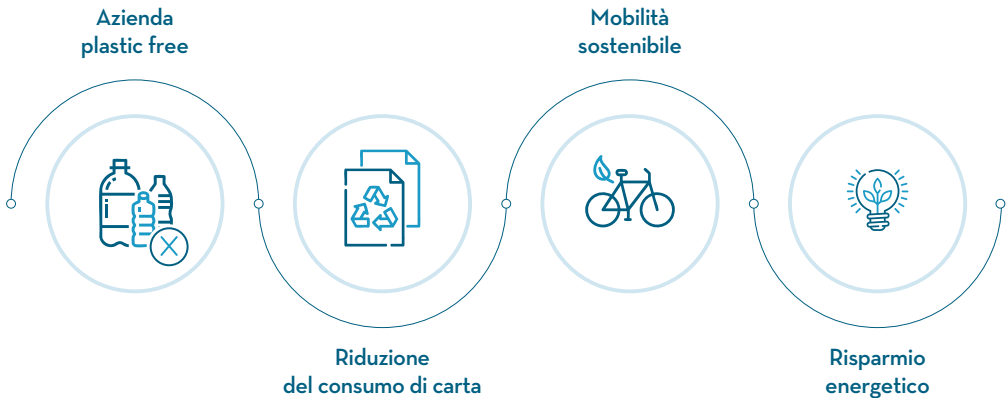 Azienda
plastic free
Riduzione
del consumo di carta
Mobilità
sostenibile
Risparmio
energetico